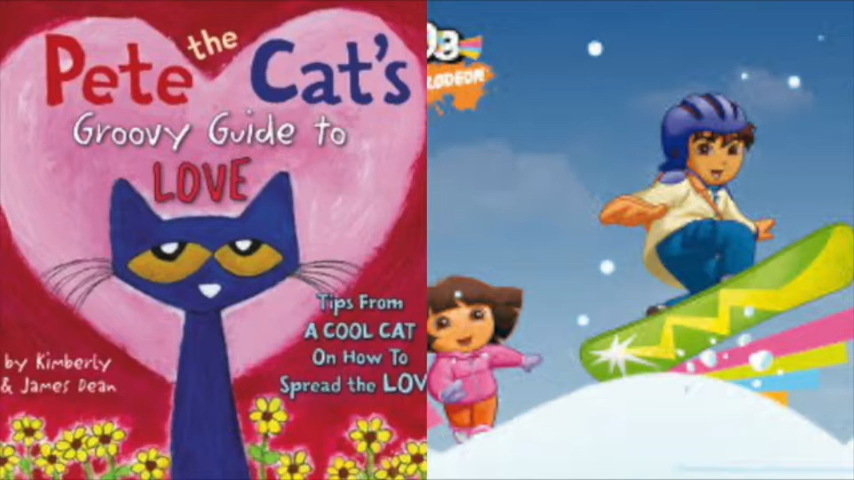 Pete the Cat's
Groovy Guide to
LOVE
Tips From
A COOL CAT
On How To
Spread the LOV
by Kimberly
& James Dean
LODEON